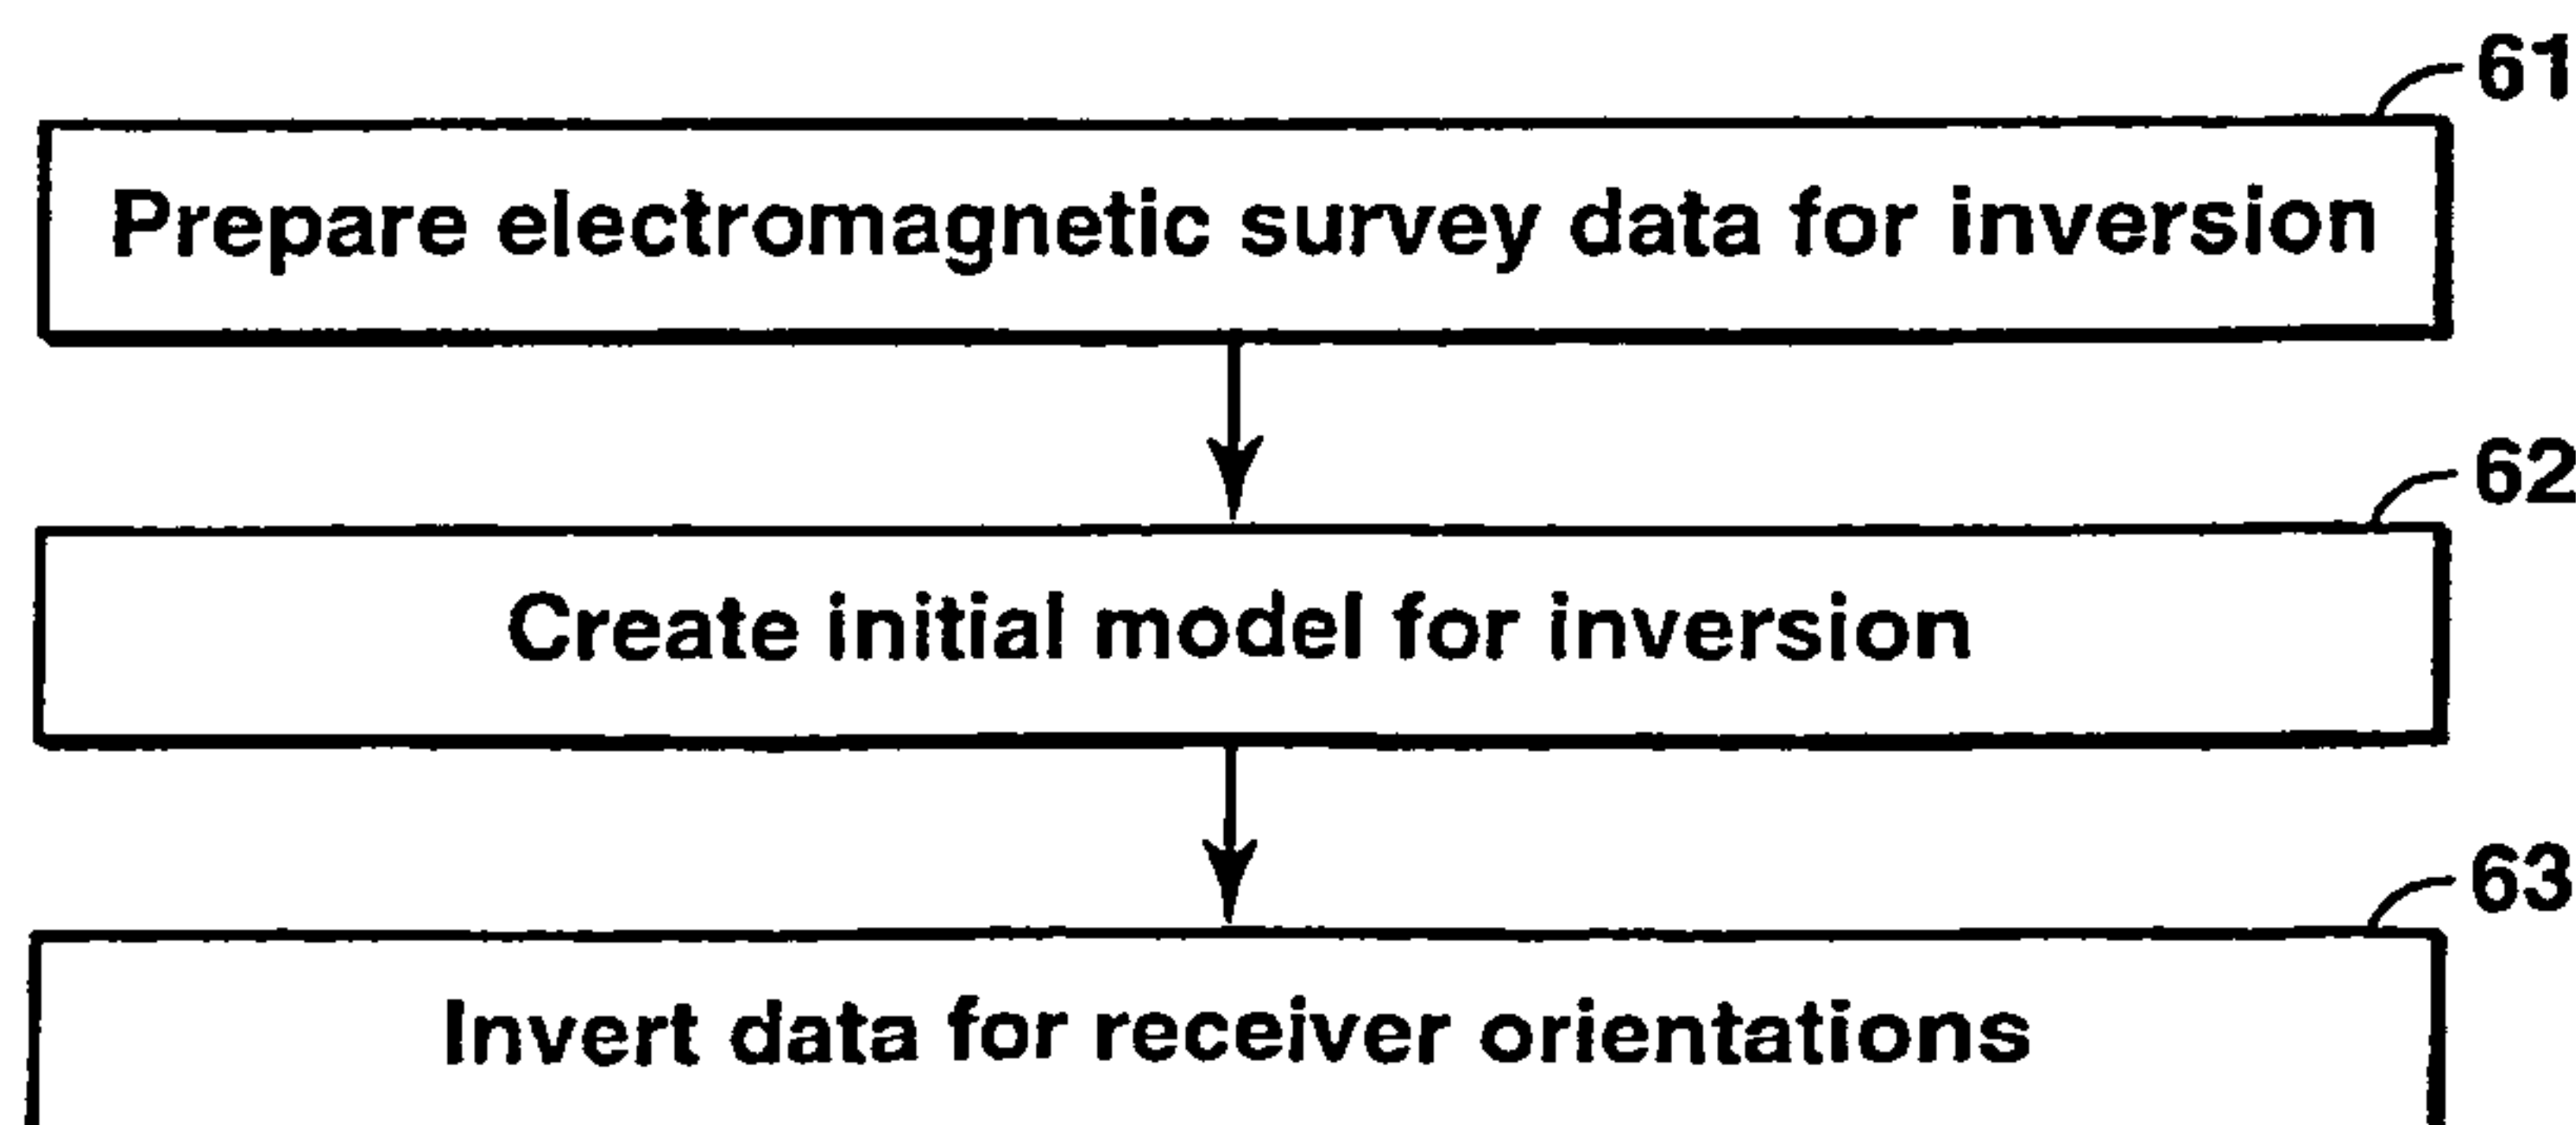 61
Prepare electromagnetic survey data for inversion
62
Create initial model for inversion
63
Invert data for receiver orientations